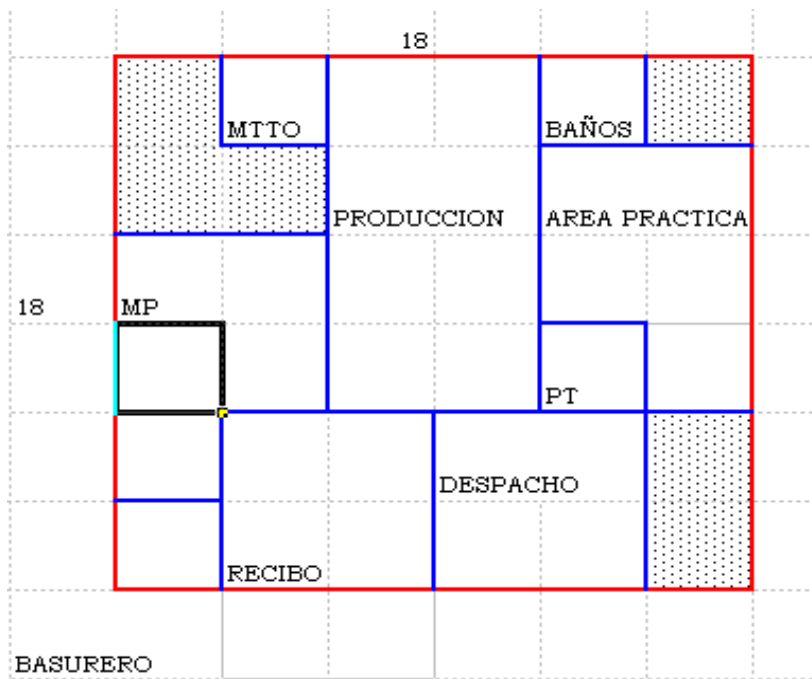 18
MTTO
BAÑOS
PRODUCCION
AREA PRACTICA
18
MP
PT
DESPACHO
RECIBO
BASURERO